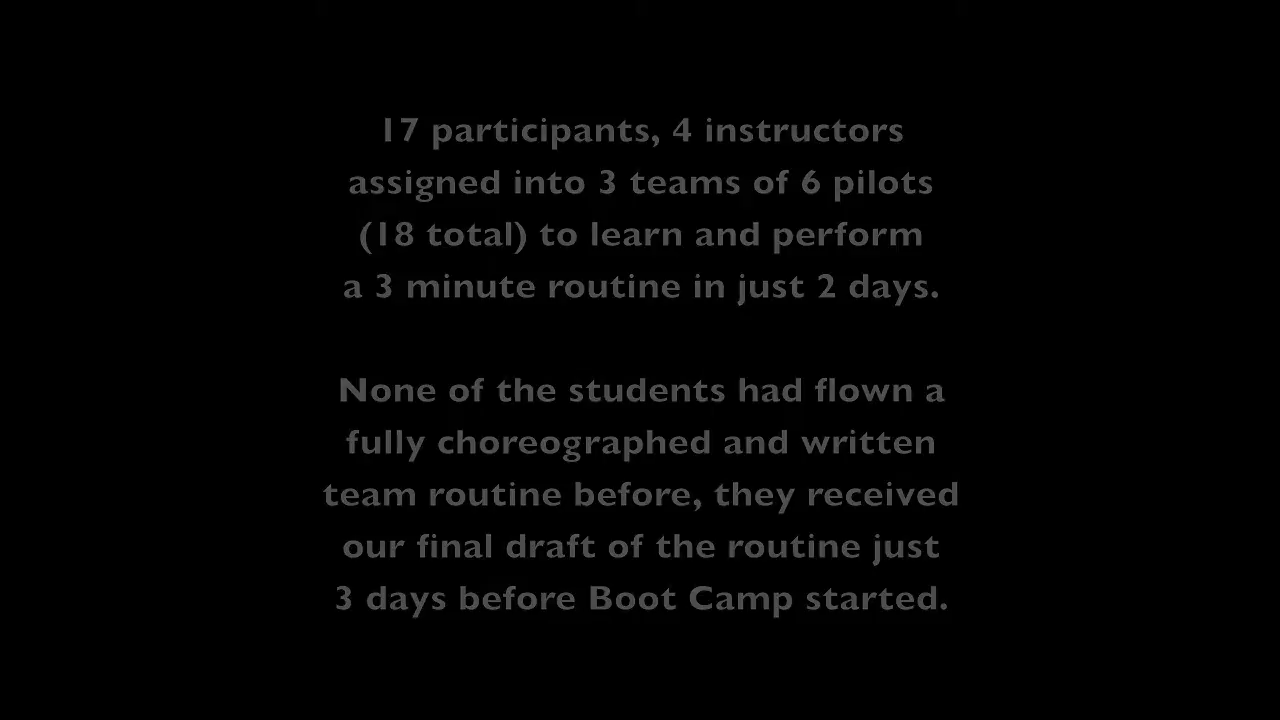 17 participants, 4 instructors
assigned into 3 teams of 6 pilots
(18 total) to learn and perform
a 3 minute routine in just 2 days.
None of the students had flown a
fully choreographed and written
team routine before, they received
our final draft of the routine just
3 days before Boot Camp started.